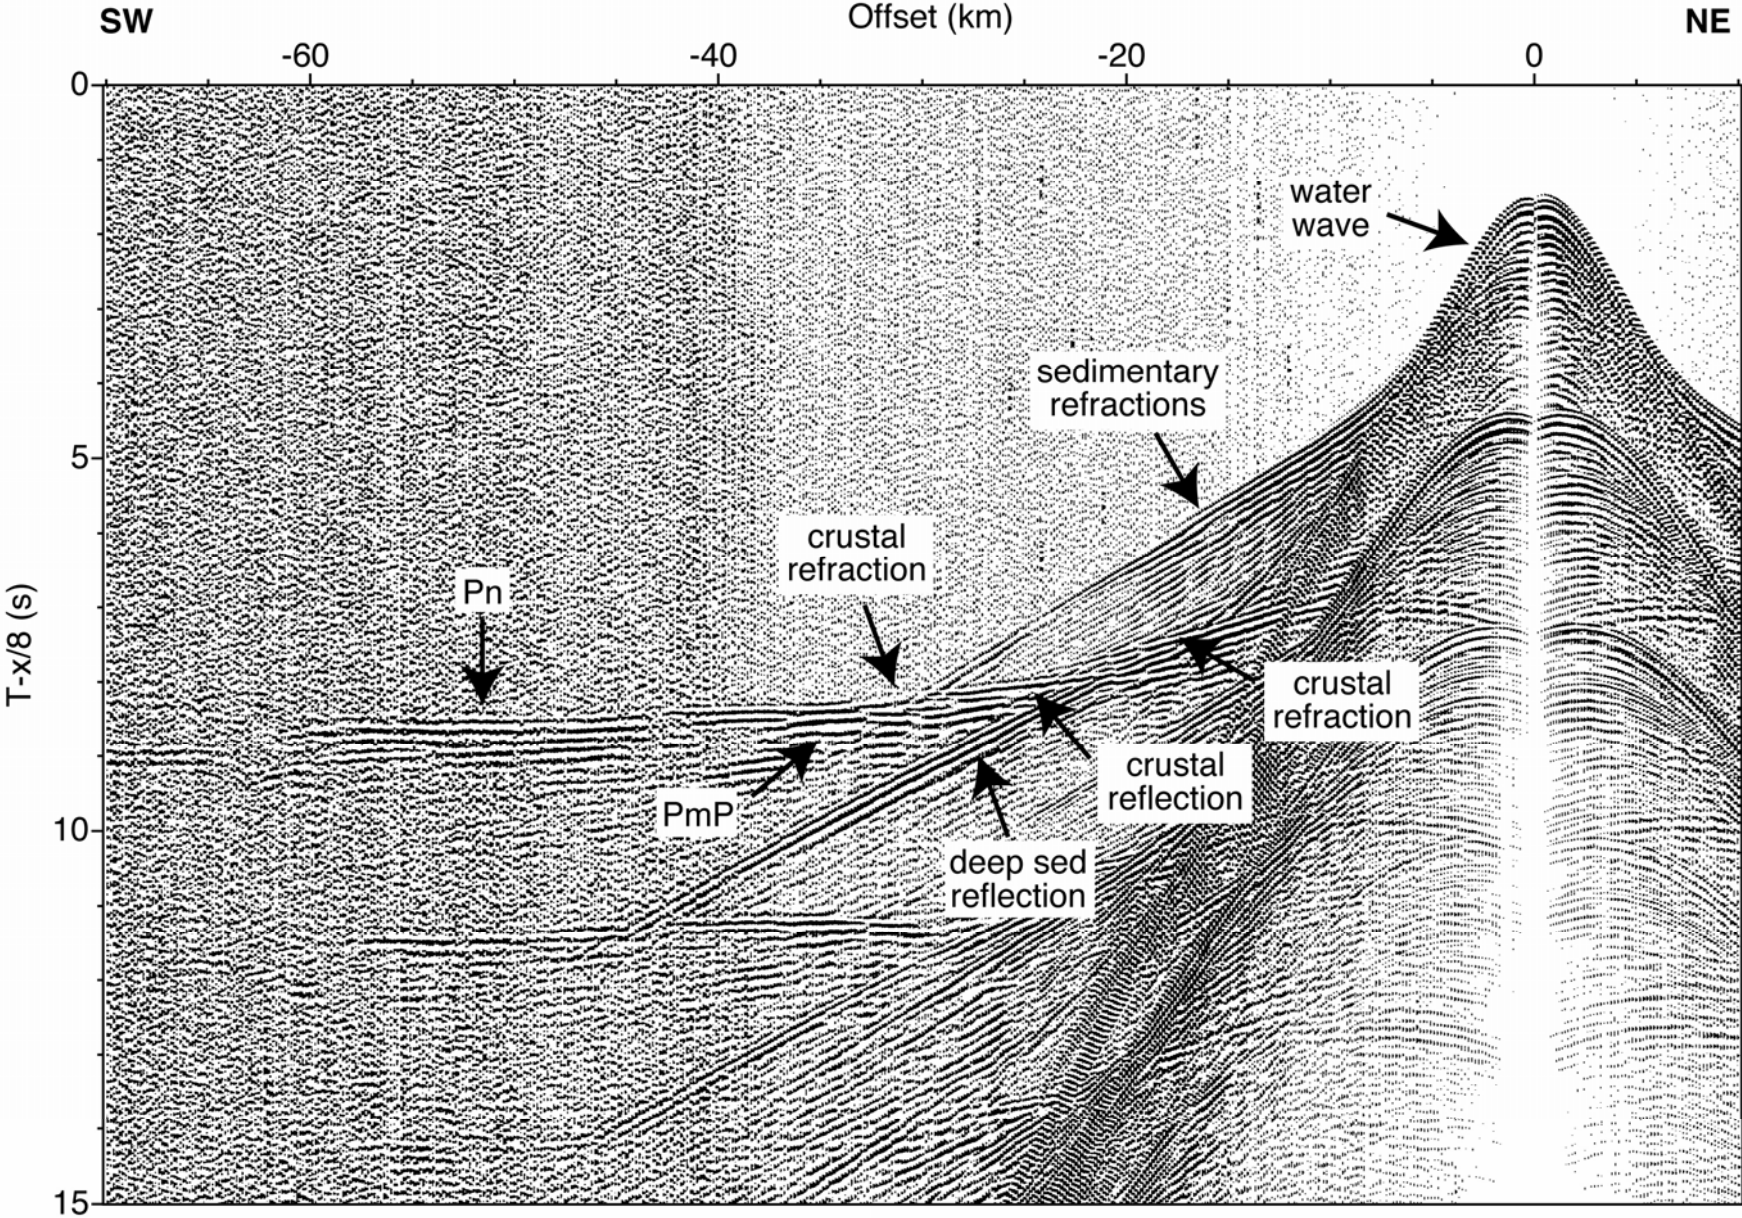 SW
Offset (km)
NE
-60
-40
-20
0
0
5
10
15
T-x/8 (s)
water
wave
sedimentary
refractions
crustal
refraction
Pn
crustal
refraction
PmP
crustal
reflection
deep sed
reflection